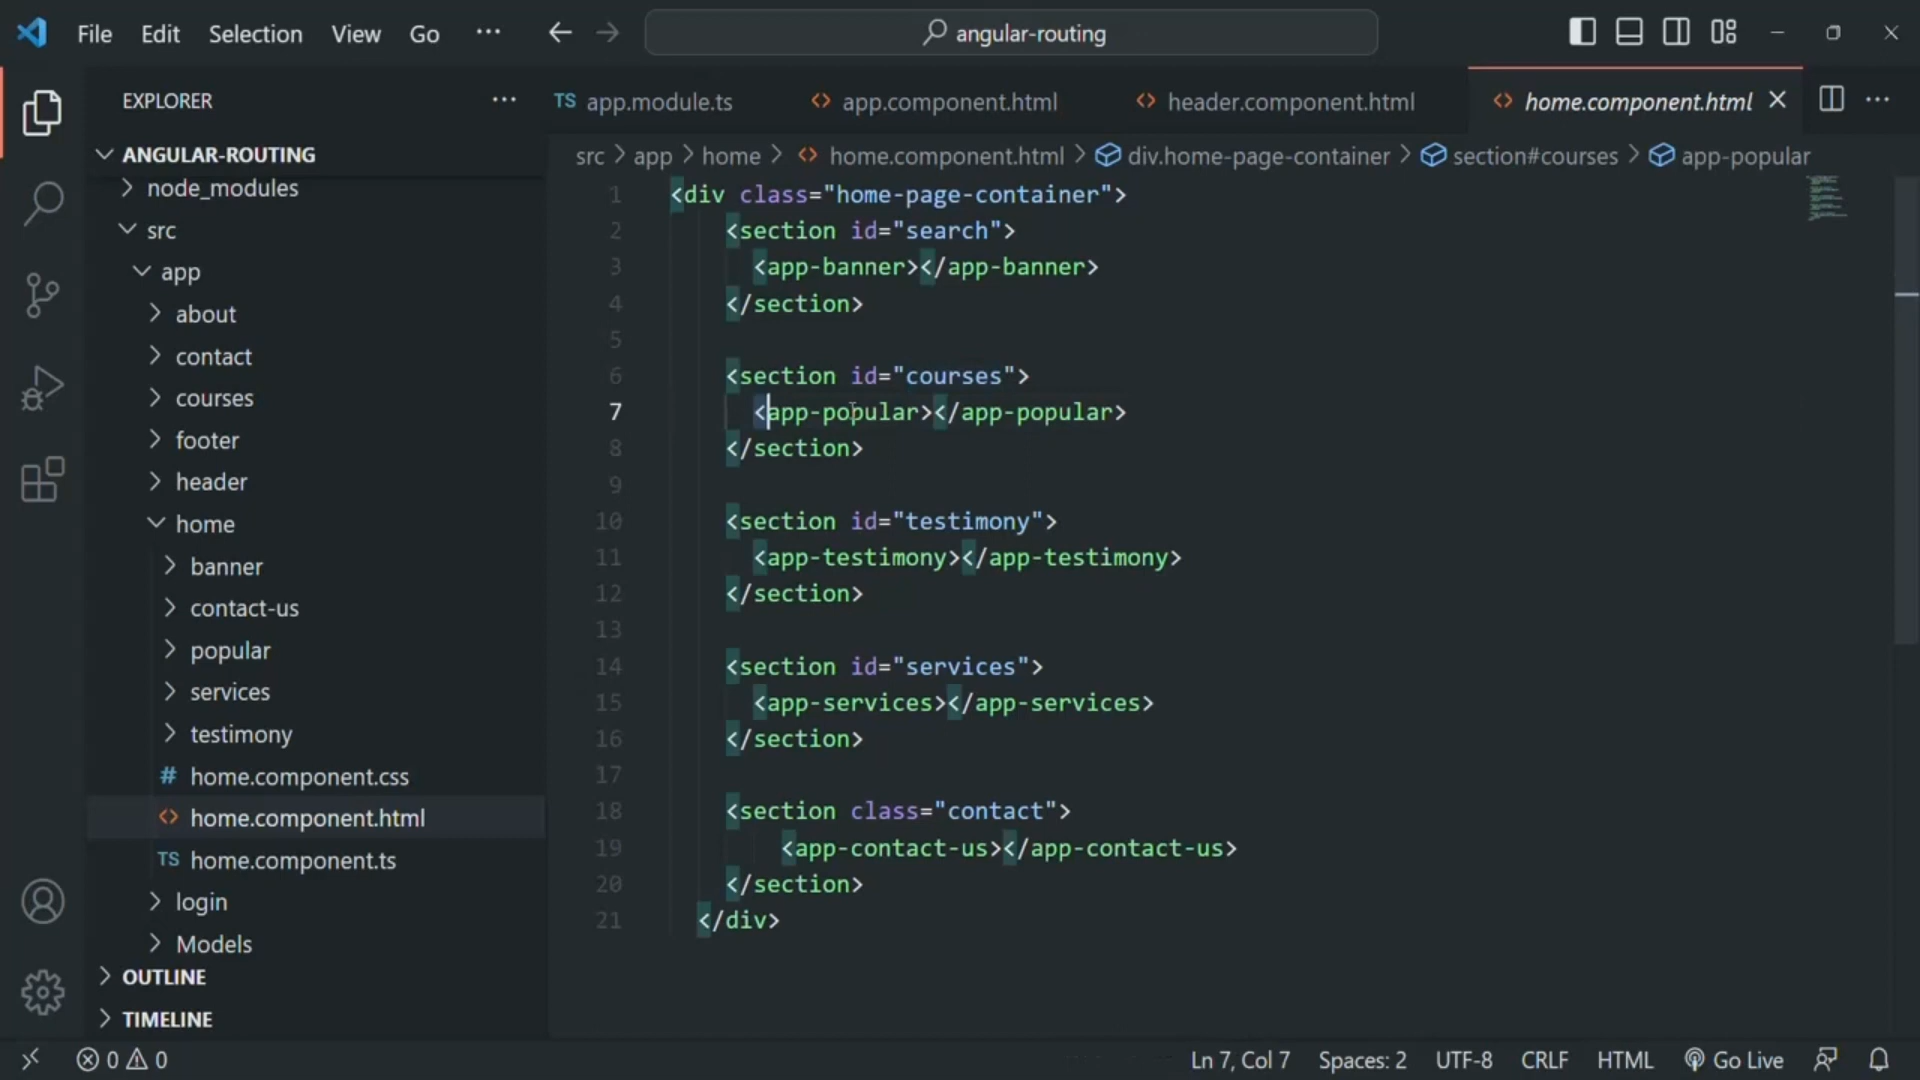 File Edit Selection View Go ··· angular-routing
EXPLORER ···
ANGULAR-ROUTING
node_modules
src
app
about
contact
courses
footer
header
home
banner
contact-us
popular
services
testimony
# home.component.css
<> home.component.html
TS home.component.ts
login
Models
OUTLINE
TIMELINE
TS app.module.ts <> app.component.html <> header.component.html <> home.component.html
src > app > home > <> home.component.html > div.home-page-container > section#courses > app-popular
1 <div class="home-page-container">
2 <section id="search">
3 <app-banner></app-banner>
4 </section>
5
6 <section id="courses">
7 <app-popular></app-popular>
8 </section>
9
10 <section id="testimony">
11 <app-testimony></app-testimony>
12 </section>
13
14 <section id="services">
15 <app-services></app-services>
16 </section>
17
18 <section class="contact">
19 <app-contact-us></app-contact-us>
20 </section>
21 </div>
0 0 Ln 7, Col 7 Spaces: 2 UTF-8 CRLF HTML Go Live